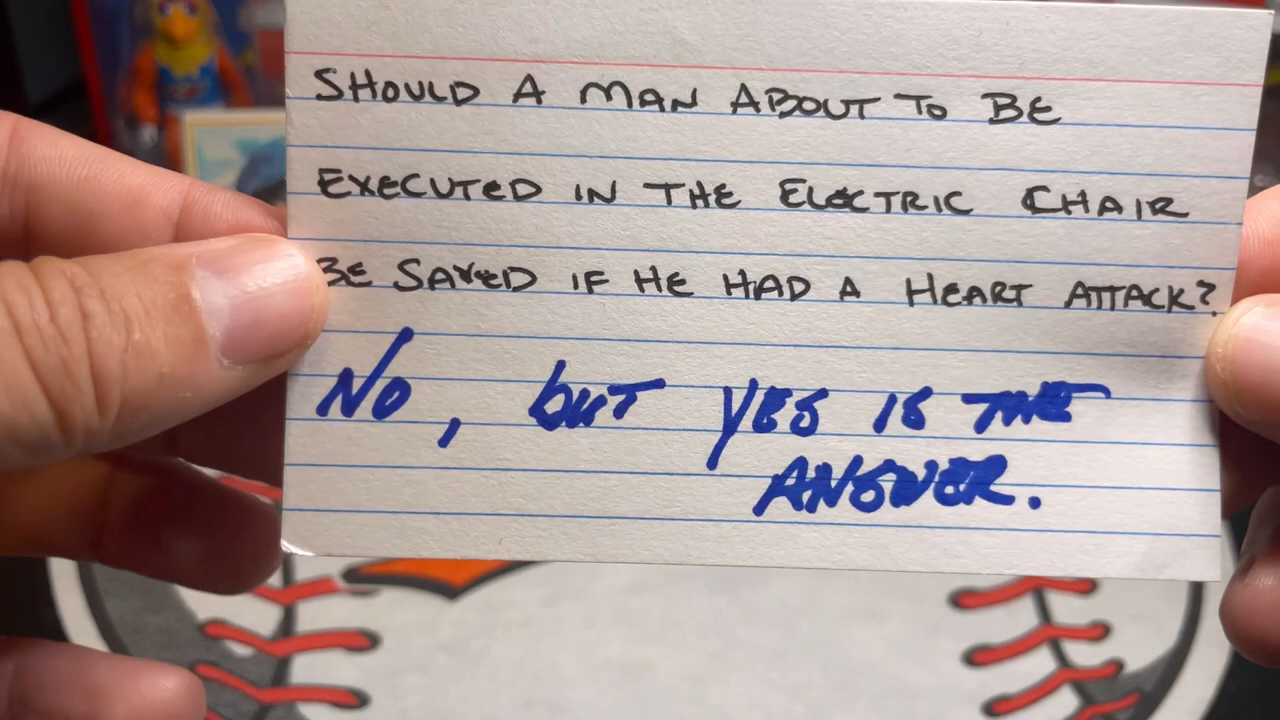 SHOULD A MAN ABOUT TO BE
EXECUTED IN THE ELECTRIC CHAIR
BE SAVED IF HE HAD A HEART ATTACK?
No, but yES IS THE
ANSWER.